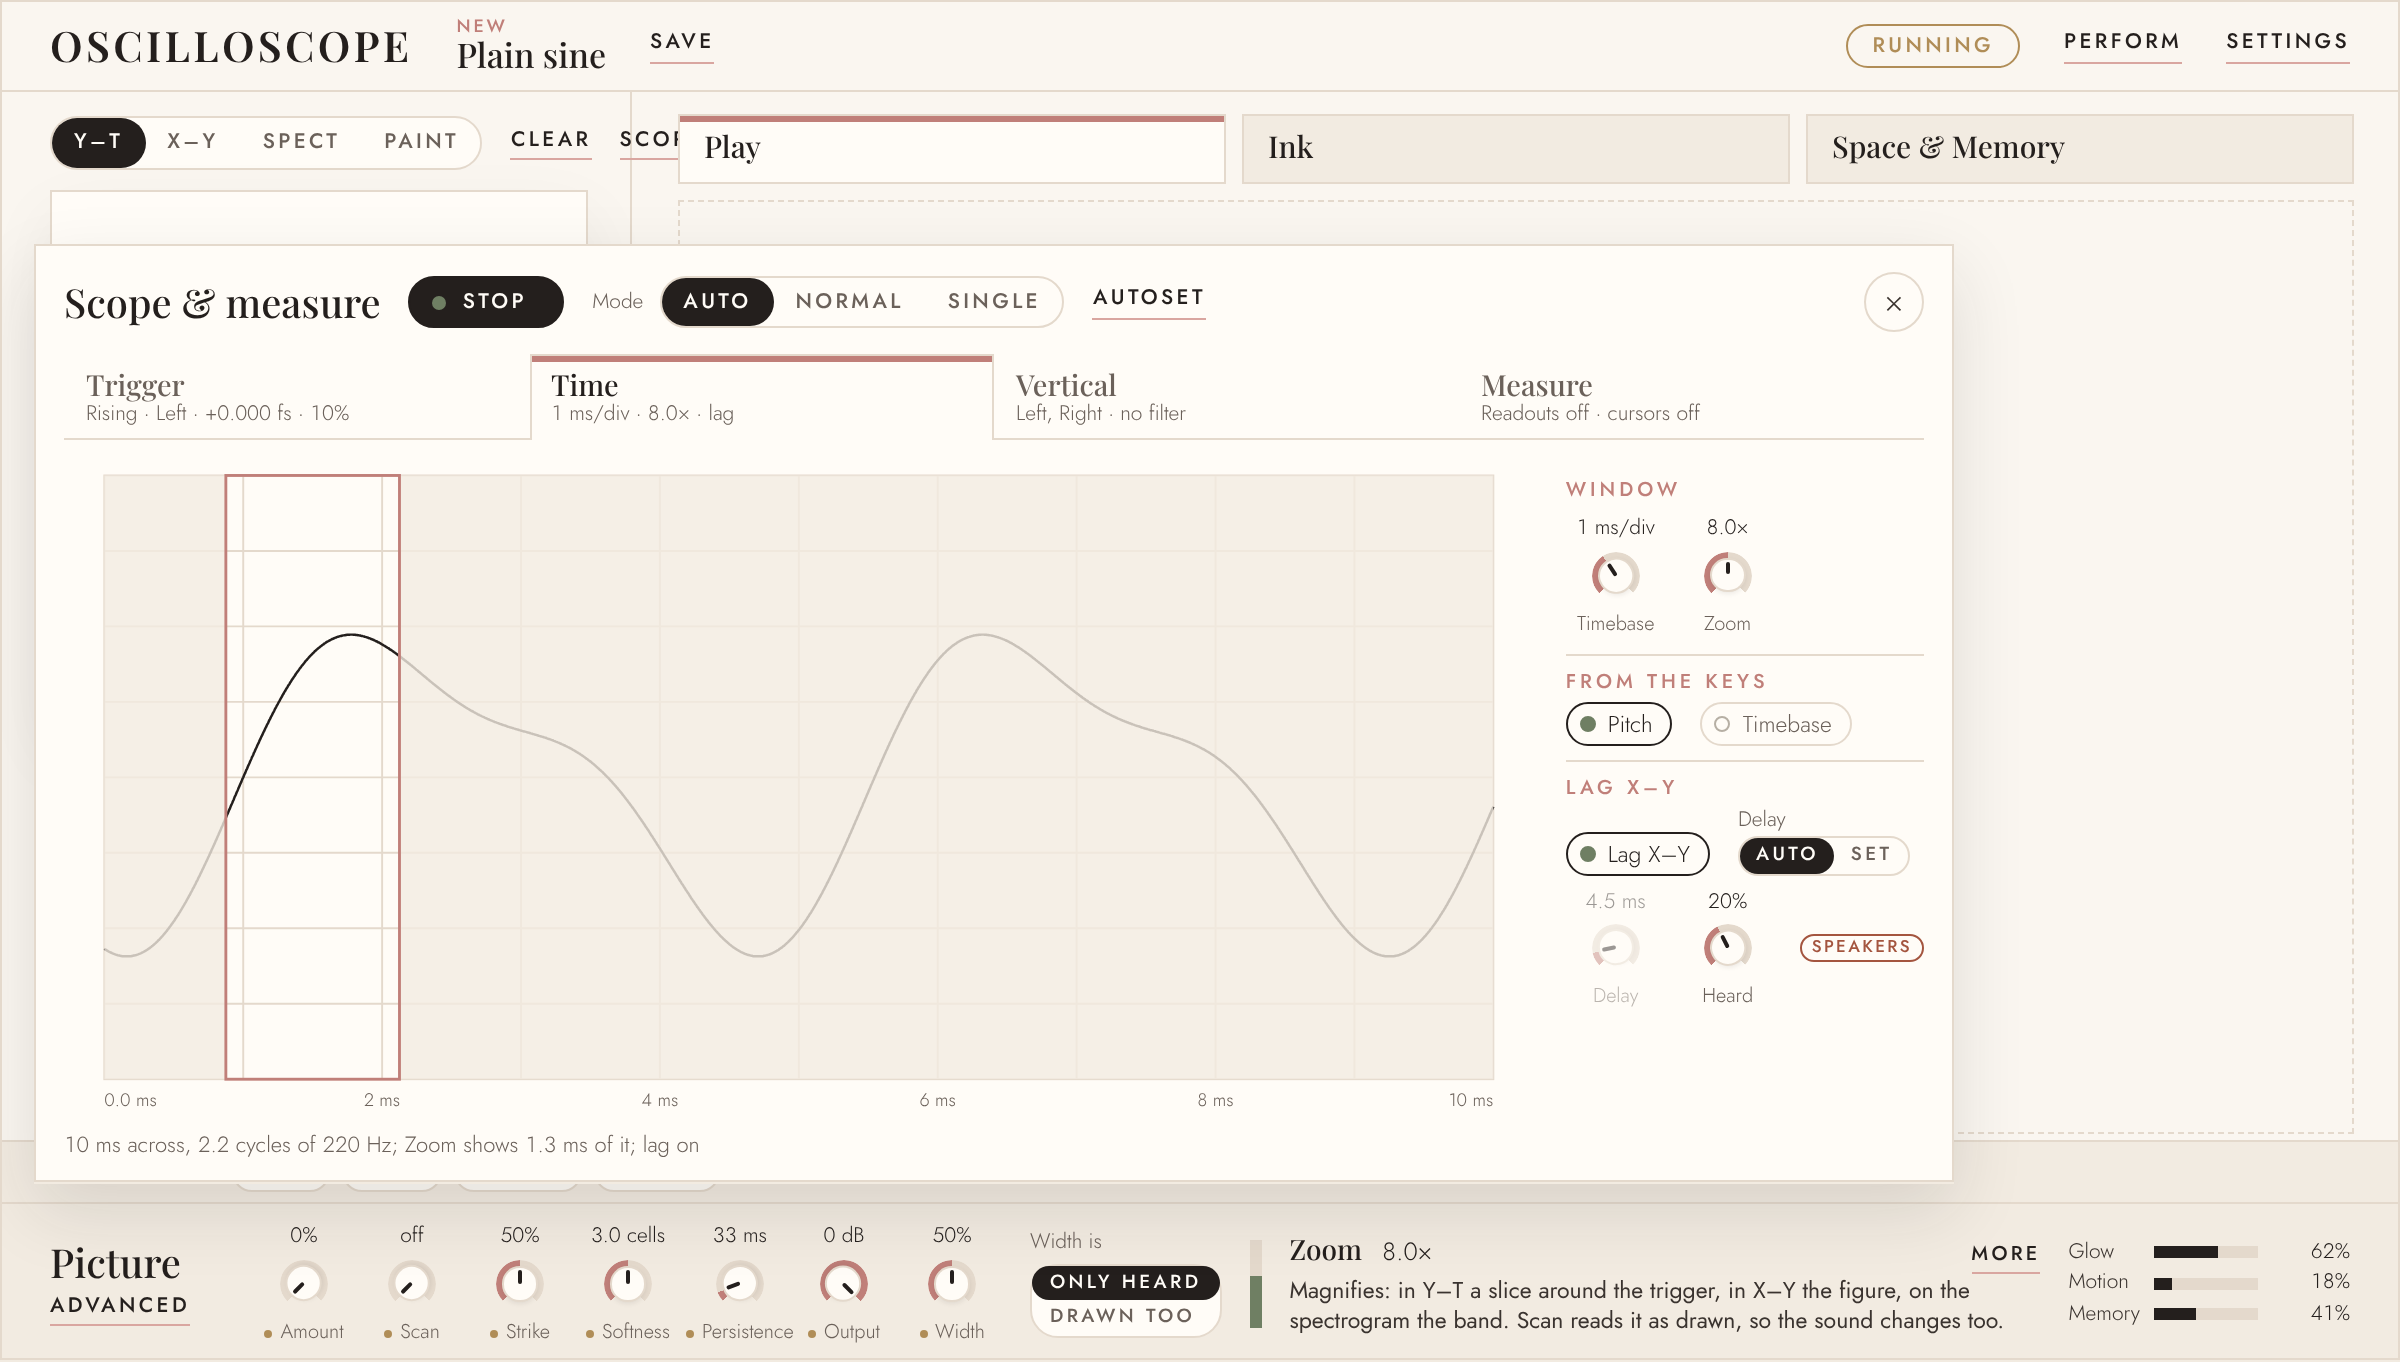 OSCILLOSCOPE
NEW
Plain sine
SAVE
RUNNING
PERFORM
SETTINGS
Y–T
X–Y
SPECT
PAINT
CLEAR
Play
Ink
Space & Memory
Scope & measure
STOP
Mode
AUTO
NORMAL
SINGLE
AUTOSET
×
Trigger
Rising · Left · +0.000 fs · 10%
Time
1 ms/div · 8.0× · lag
Vertical
Left, Right · no filter
Measure
Readouts off · cursors off
WINDOW
1 ms/div
8.0×
Timebase
Zoom
FROM THE KEYS
Pitch
Timebase
LAG X–Y
Delay
Lag X–Y
AUTO
SET
4.5 ms
20%
SPEAKERS
Delay
Heard
0.0 ms
2 ms
4 ms
6 ms
8 ms
10 ms
10 ms across, 2.2 cycles of 220 Hz; Zoom shows 1.3 ms of it; lag on
Picture
ADVANCED
0%
off
50%
3.0 cells
33 ms
0 dB
50%
Amount
Scan
Strike
Softness
Persistence
Output
Width
Width is
ONLY HEARD
DRAWN TOO
Zoom 8.0×
MORE
Magnifies: in Y–T a slice around the trigger, in X–Y the figure, on the
spectrogram the band. Scan reads it as drawn, so the sound changes too.
Glow 62%
Motion 18%
Memory 41%